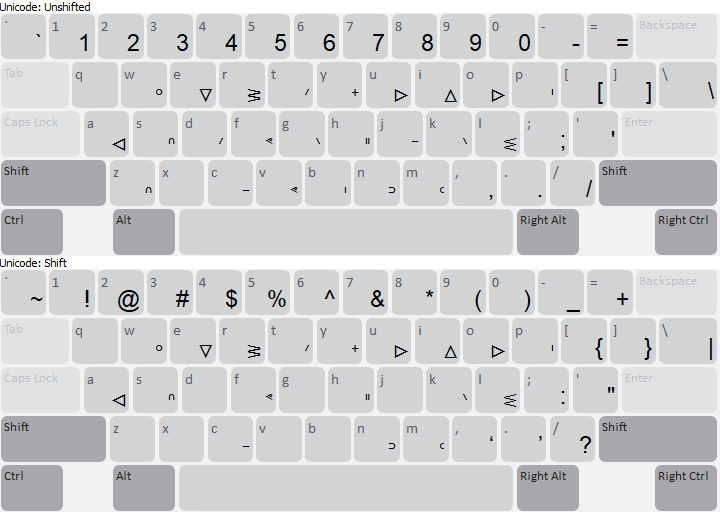 Unicode: Unshifted
` 1 2 3 4 5 6 7 8 9 0 - = Backspace
` 1 2 3 4 5 6 7 8 9 0 - =
Tab q w e r t y u i o p [ ] \
ᐤ ᐁ ᕒ ᐟ ᐩ ᐅ ᐃ ᐅ ᑊ [ ] \
Caps Lock a s d f g h j k l ; ' Enter
ᐊ ᐢ ᐟ ᕝ ᐠ ᐦ ᐨ ᐠ ᓬ ; '
Shift z x c v b n m , . / Shift
ᐢ ᐨ ᕝ ᑊ ᐣ ᒼ , . /
Ctrl Alt Right Alt Right Ctrl
Unicode: Shift
` 1 2 3 4 5 6 7 8 9 0 - = Backspace
~ ! @ # $ % ^ & * ( ) _ +
Tab q w e r t y u i o p [ ] \
ᐤ ᐁ ᕒ ᐟ ᐩ ᐅ ᐃ ᐅ ᑊ { } |
Caps Lock a s d f g h j k l ; ' Enter
ᐊ ᐢ ᕝ ᐦ ᐠ ᓬ : "
Shift z x c v b n m , . / Shift
ᐨ ᐣ ᒼ ‘ ’ ?
Ctrl Alt Right Alt Right Ctrl